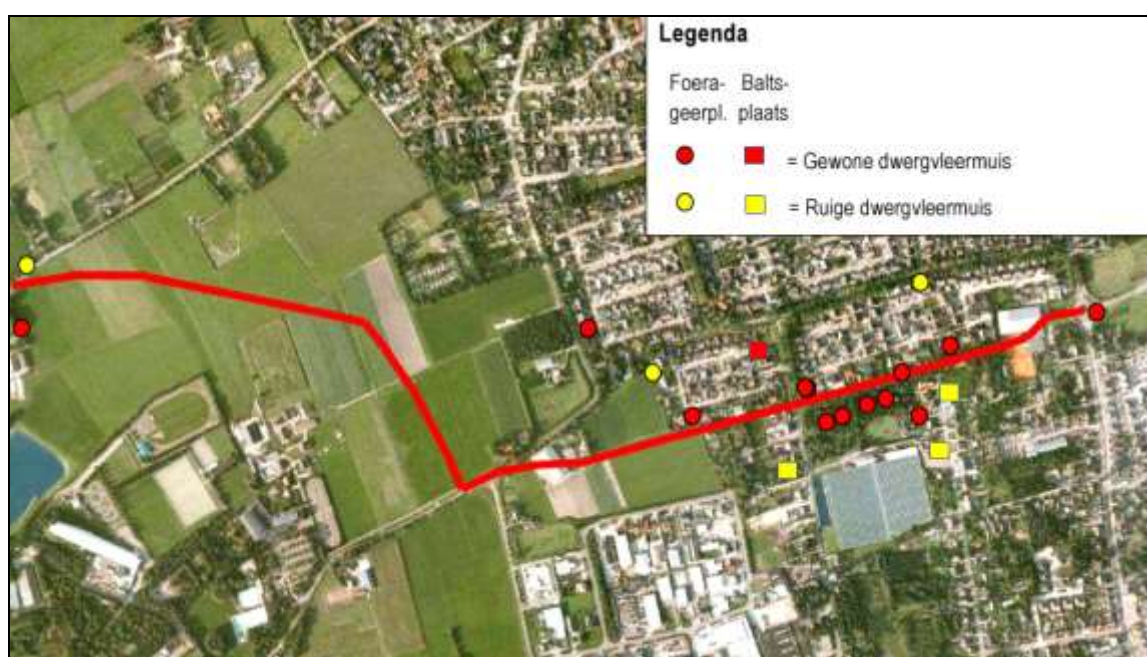 Legenda
Foera- Balts-
geerpl. plaats
= Gewone dwergvleermuis
= Ruige dwergvleermuis